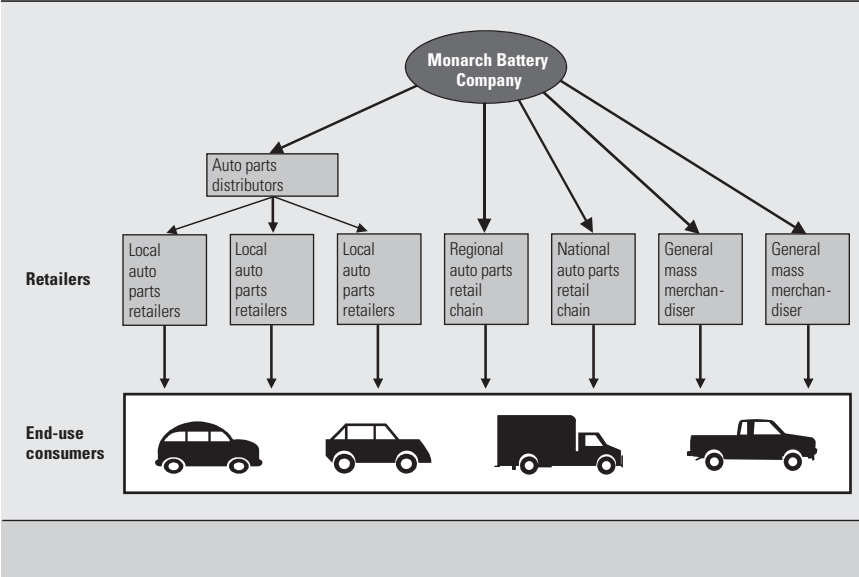 Monarch Battery
Company
Auto parts
distributors
Retailers
Local
auto
parts
retailers
Local
auto
parts
retailers
Local
auto
parts
retailers
Regional
auto parts
retail
chain
National
auto parts
retail
chain
General
mass
merchan-
diser
General
mass
merchan-
diser
End-use
consumers